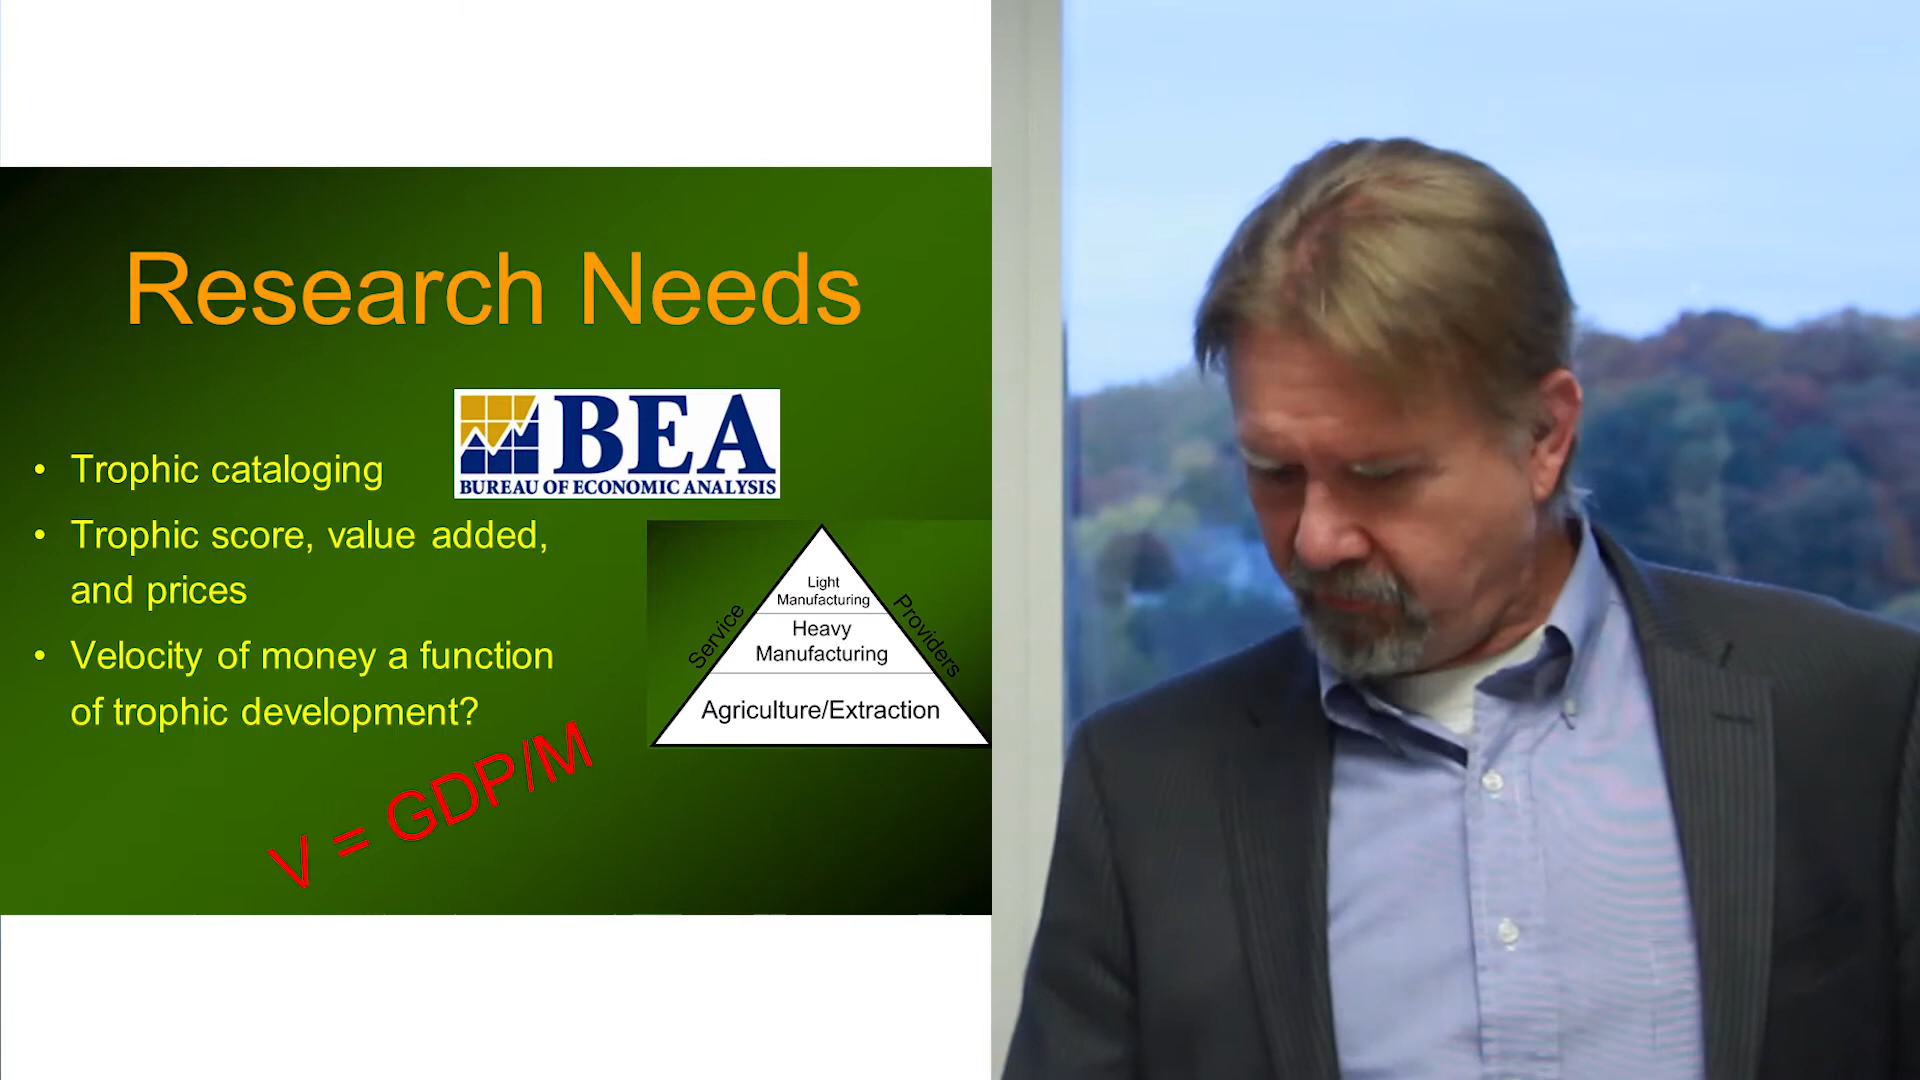 Research Needs
BEA
BUREAU OF ECONOMIC ANALYSIS
• Trophic cataloging
• Trophic score, value added,
and prices
• Velocity of money a function
of trophic development?
V = GDP/M
Light
Manufacturing
Heavy
Manufacturing
Agriculture/Extraction
Service
Providers